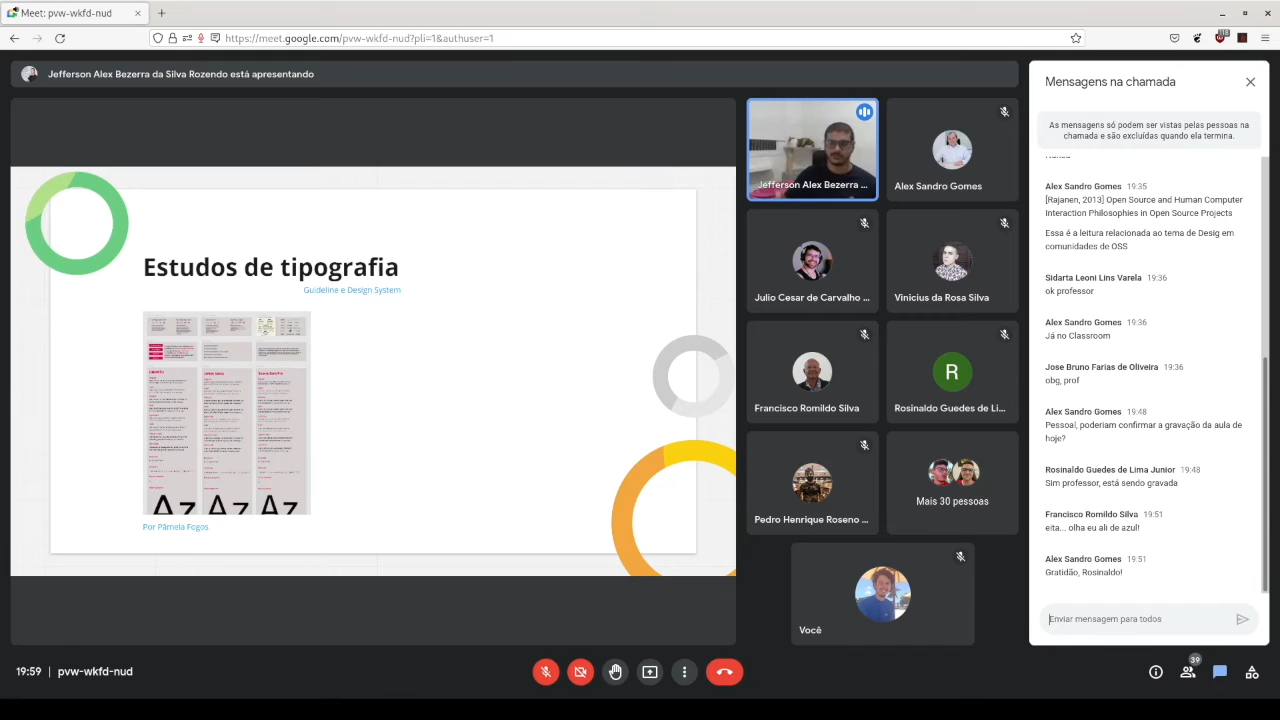 Meet: pvw-wkfd-nud
https://meet.google.com/pvw-wkfd-nud?pli=1&authuser=1
118
Jefferson Alex Bezerra da Silva Rozendo está apresentando
Estudos de tipografia
Guideline e Design System
Az Az Az
Por Pâmela Fogos
Jefferson Alex Bezerra ...
Alex Sandro Gomes
Julio Cesar de Carvalho ...
Vinicius da Rosa Silva
Francisco Romildo Silva
R
Rosinaldo Guedes de Li...
Pedro Henrique Roseno ...
Mais 30 pessoas
Você
Mensagens na chamada
As mensagens só podem ser vistas pelas pessoas na
chamada e são excluídas quando ela termina.
Alex Sandro Gomes 19:35
[Rajanen, 2013] Open Source and Human Computer
Interaction Philosophies in Open Source Projects
Essa é a leitura relacionada ao tema de Desig em
comunidades de OSS
Sidarta Leoni Lins Varela 19:36
ok professor
Alex Sandro Gomes 19:36
Já no Classroom
Jose Bruno Farias de Oliveira 19:36
obg, prof
Alex Sandro Gomes 19:48
Pessoal, poderiam confirmar a gravação da aula de
hoje?
Rosinaldo Guedes de Lima Junior 19:48
Sim professor, está sendo gravada
Francisco Romildo Silva 19:51
eita... olha eu ali de azul!
Alex Sandro Gomes 19:51
Gratidão, Rosinaldo!
Enviar mensagem para todos
19:59 | pvw-wkfd-nud
39